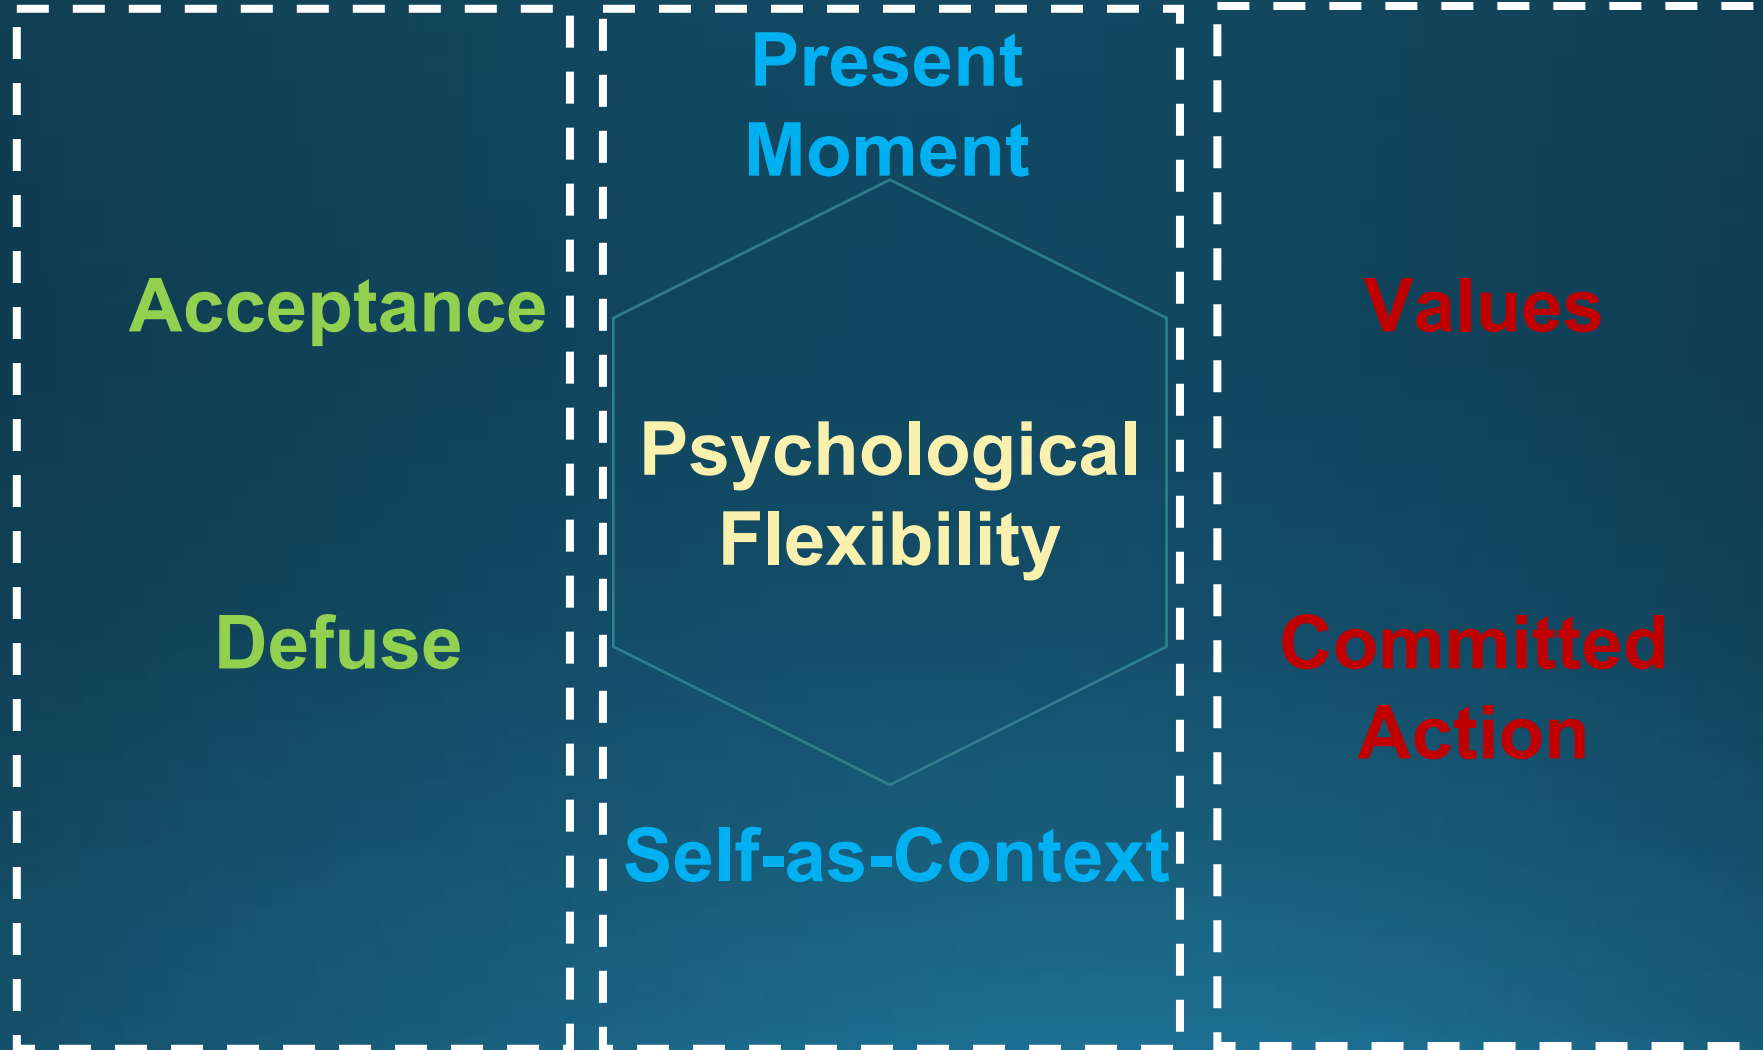 Present
Moment
Acceptance
Values
Psychological
Flexibility
Defuse
Committed
Action
Self-as-Context